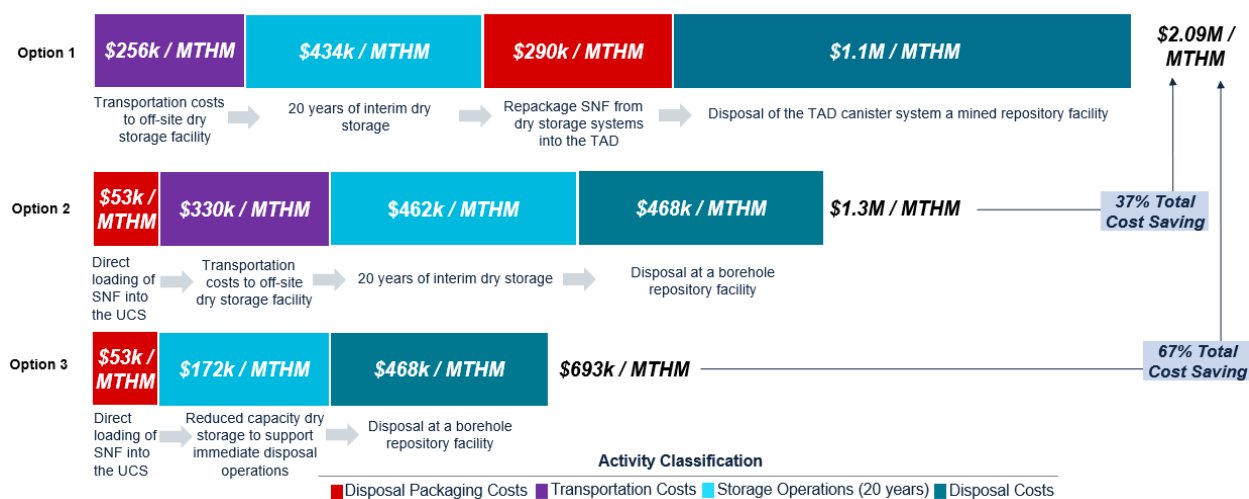 Option 1
$256k / MTHM
$434k / MTHM
$290k / MTHM
$1.1M / MTHM
$2.09M /
MTHM
Transportation costs
to off-site dry
storage facility
20 years of interim dry
storage
Repackage SNF from
dry storage systems
into the TAD
Disposal of the TAD canister system a mined repository facility
Option 2
$53k /
MTHM
$330k / MTHM
$462k / MTHM
$468k / MTHM
$1.3M / MTHM
37% Total
Cost Saving
Direct
loading of
SNF into
the UCS
Transportation
costs to off-site
dry storage facility
20 years of interim dry storage
Disposal at a borehole
repository facility
Option 3
$53k /
MTHM
$172k / MTHM
$468k / MTHM
$693k / MTHM
67% Total
Cost Saving
Direct
loading of
SNF into
the UCS
Reduced capacity dry
storage to support
immediate disposal
operations
Disposal at a borehole
repository facility
Activity Classification
Disposal Packaging Costs
Transportation Costs
Storage Operations (20 years)
Disposal Costs